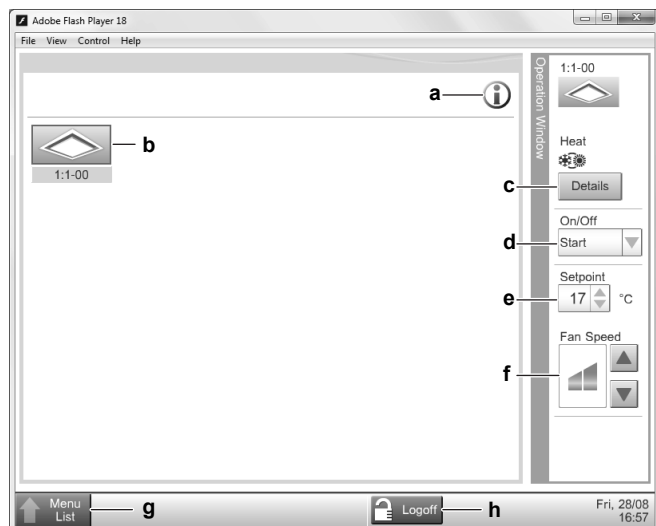 Adobe Flash Player 18
File View Control Help
a
b
1:1-00
Operation Window
1:1-00
Heat
c
Details
On/Off
d
Start
Setpoint
e
17 °C
Fan Speed
f
Menu
List
g
Logoff
h
Fri, 28/08
16:57